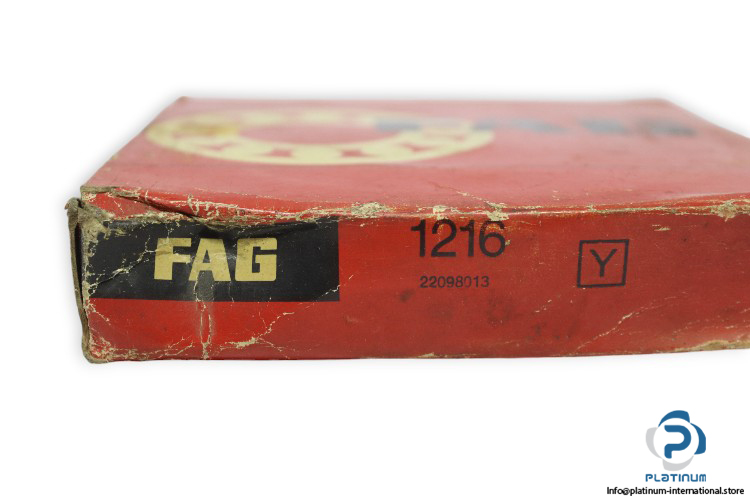 FAG
1216
22098013
Y
PLATINUM
Info@platinum-international.store